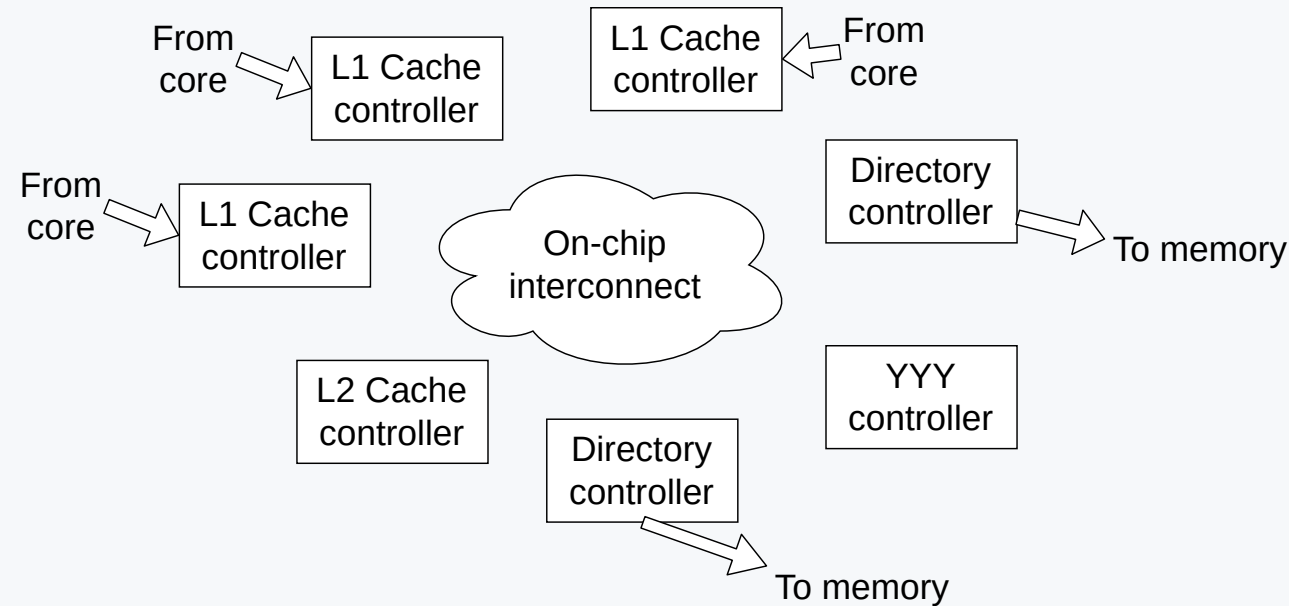 From
core
L1 Cache
controller
L1 Cache
controller
From
core
Directory
controller
To memory
From
core
L1 Cache
controller
On-chip
interconnect
L2 Cache
controller
YYY
controller
Directory
controller
To memory